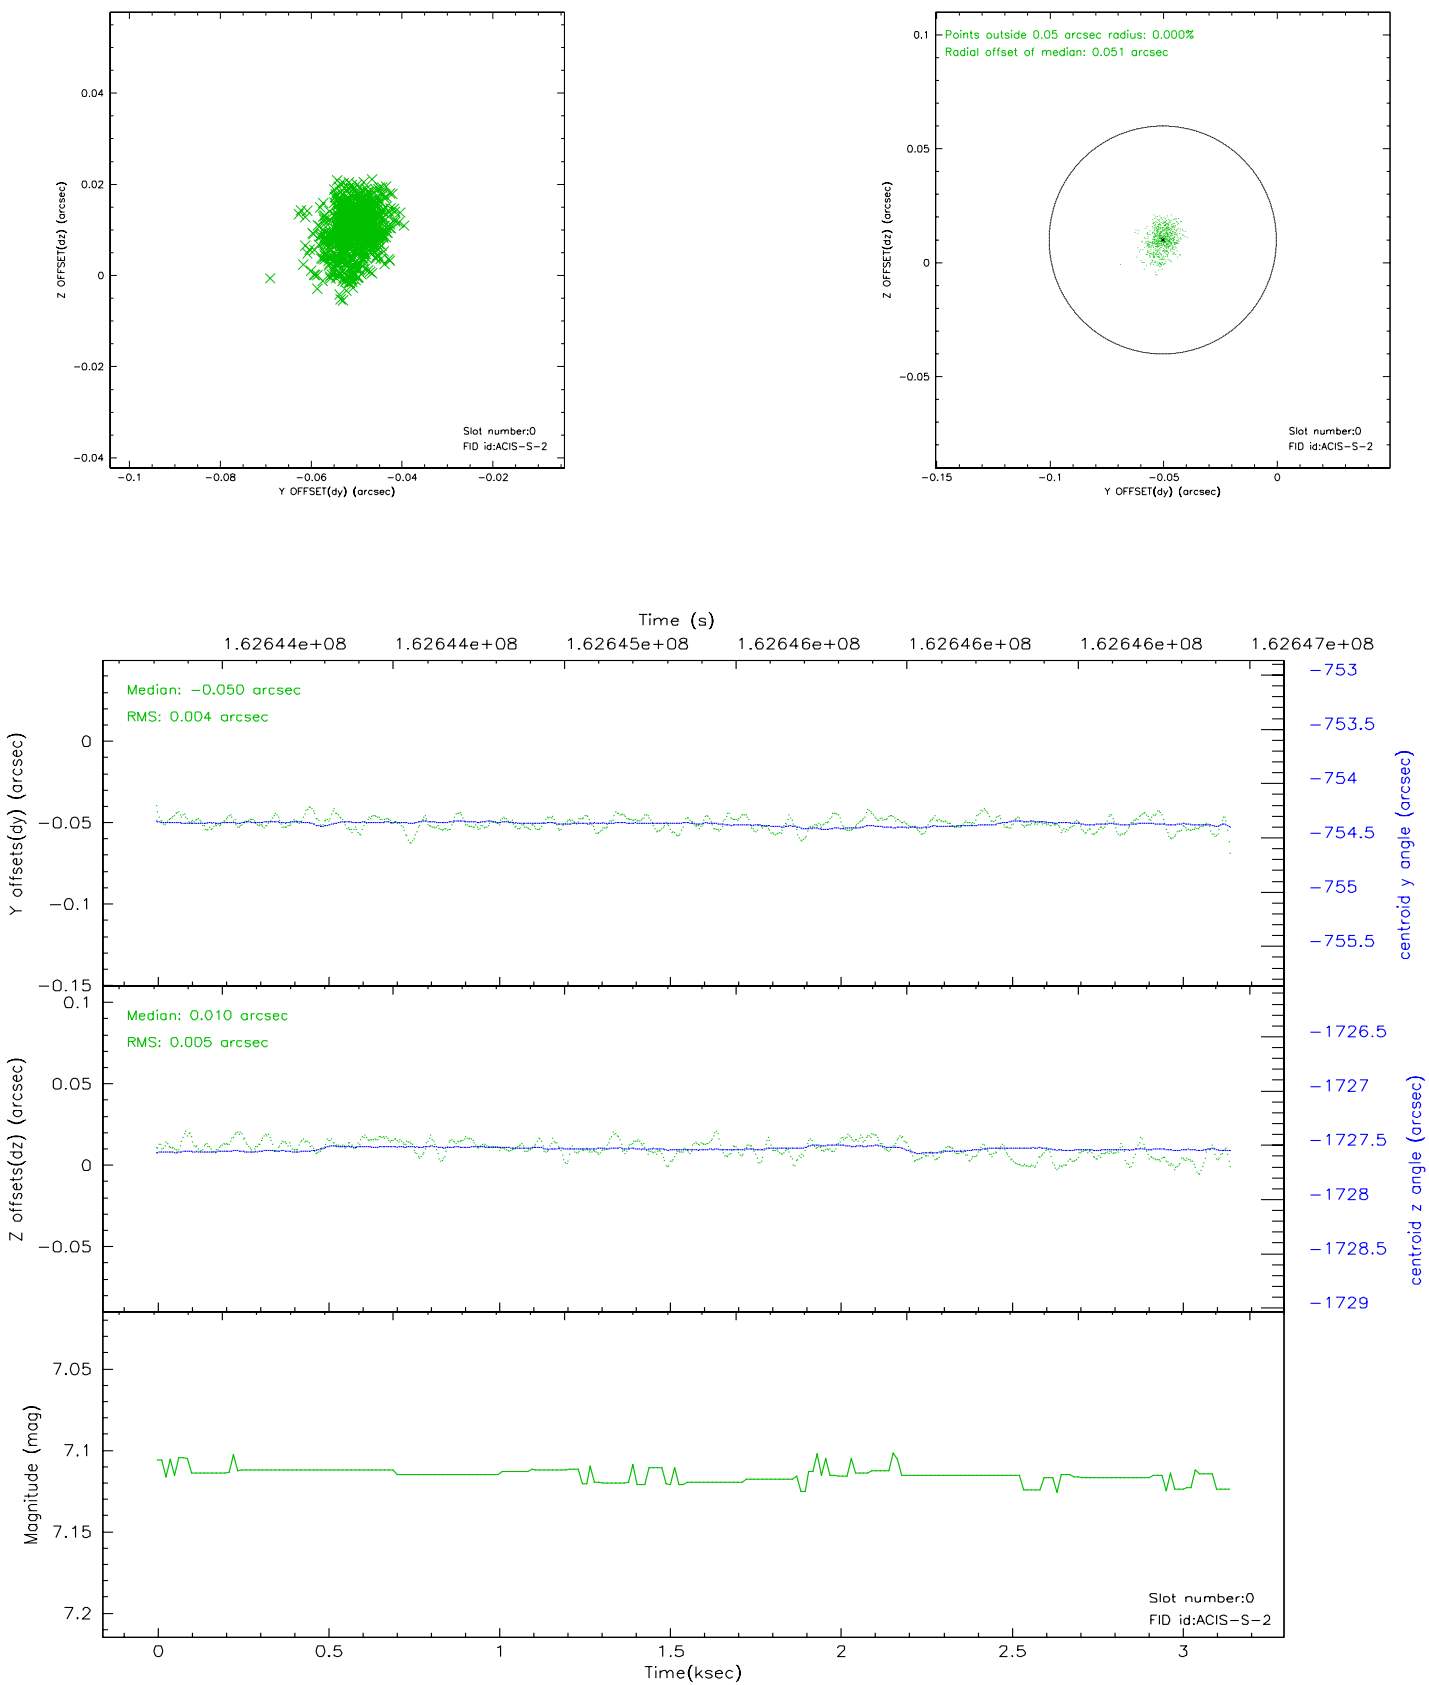 0.04
0.02
0
−0.02
−0.04
Z OFFSET(dz) (arcsec)
Slot number:0
FID id:ACIS−S−2
−0.1 −0.08 −0.06 −0.04 −0.02
Y OFFSET(dy) (arcsec)
Points outside 0.05 arcsec radius: 0.000%
Radial offset of median: 0.051 arcsec
0.1
0.05
0
−0.05
Z OFFSET(dz) (arcsec)
Slot number:0
FID id:ACIS−S−2
−0.15 −0.1 −0.05 0
Y OFFSET(dy) (arcsec)
Time (s)
1.62644e+08 1.62644e+08 1.62645e+08 1.62646e+08 1.62646e+08 1.62646e+08 1.62647e+08
Median: −0.050 arcsec
RMS: 0.004 arcsec
0
−0.05
−0.1
−0.15
Y offsets(dy) (arcsec)
−753
−753.5
−754
−754.5
−755
−755.5
centroid y angle (arcsec)
Median: 0.010 arcsec
RMS: 0.005 arcsec
0.1
0.05
0
−0.05
Z offsets(dz) (arcsec)
−1726.5
−1727
−1727.5
−1728
−1728.5
−1729
centroid z angle (arcsec)
7.05
7.1
7.15
7.2
Magnitude (mag)
Slot number:0
FID id:ACIS−S−2
0 0.5 1 1.5 2 2.5 3
Time(ksec)